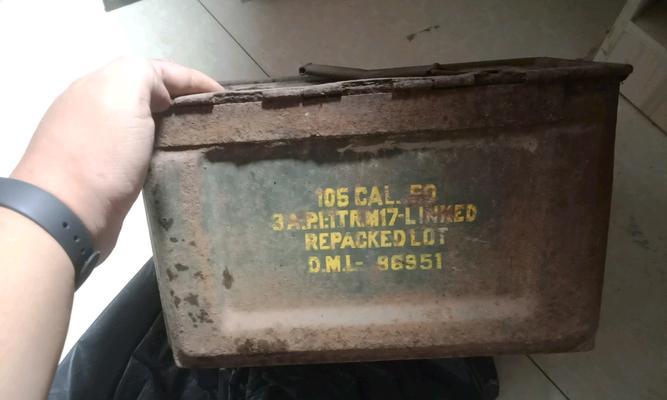 105 CAL. 50
3 A.P.I-1.TR.M17-LINKED
REPACKED LOT
D.M.I.- 96951